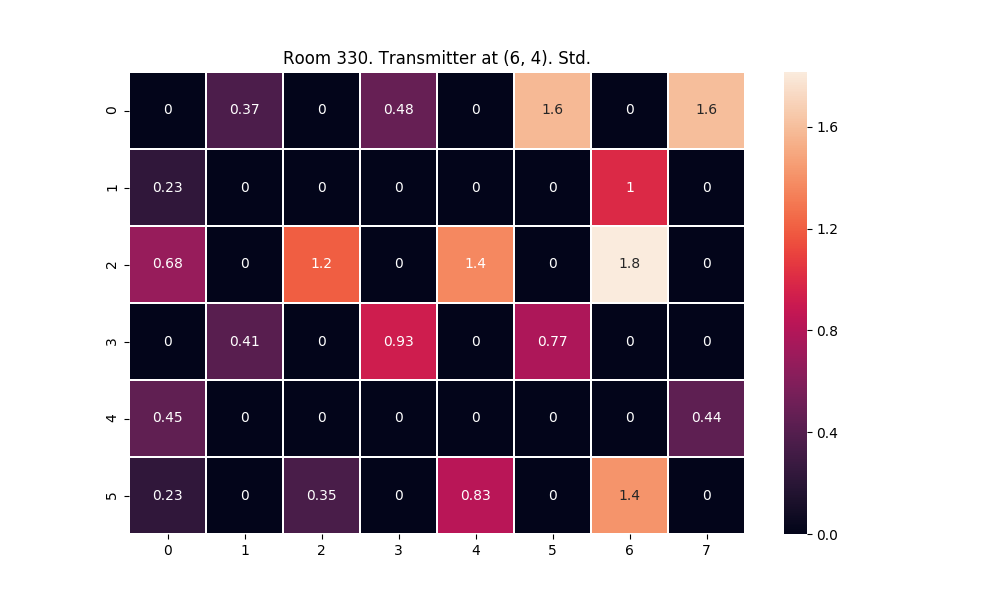 Room 330. Transmitter at (6, 4). Std.
0 0 0.37 0 0.48 0 1.6 0 1.6
1 0.23 0 0 0 0 0 1 0
2 0.68 0 1.2 0 1.4 0 1.8 0
3 0 0.41 0 0.93 0 0.77 0 0
4 0.45 0 0 0 0 0 0 0.44
5 0.23 0 0.35 0 0.83 0 1.4 0
0 1 2 3 4 5 6 7
1.6
1.2
0.8
0.4
0.0